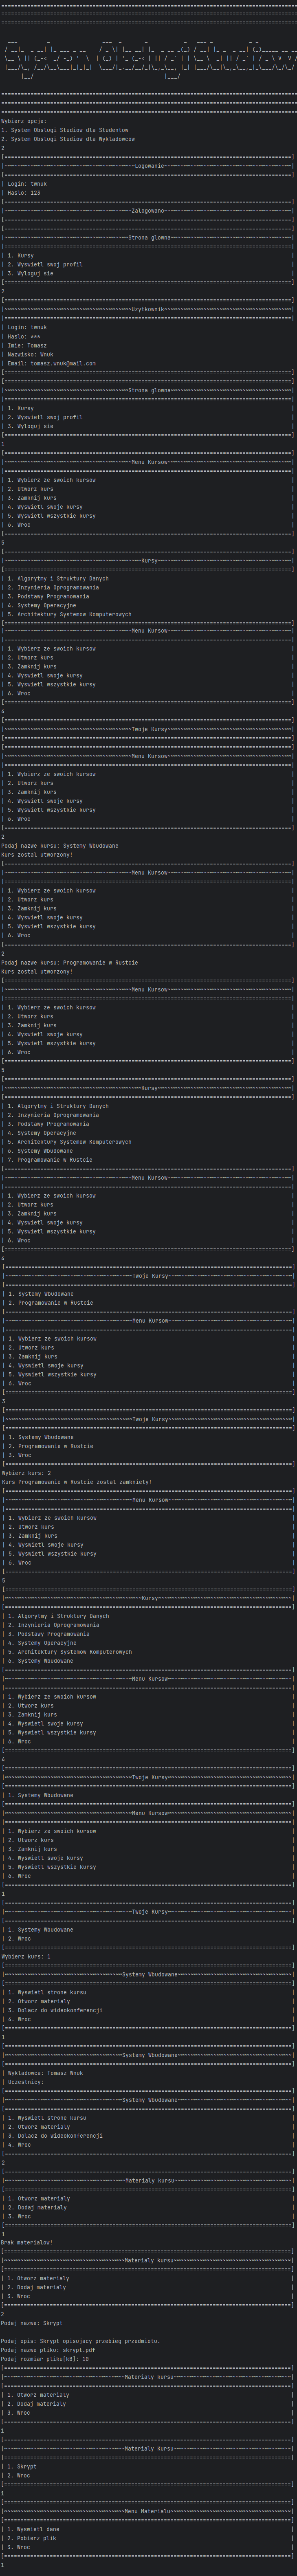 Wybierz opcje:
1. System Obslugi Studiow dla Studentow
2. System Obslugi Studiow dla Wykladowcow
2
Logowanie
| Login: twnuk
| Haslo: 123
Zalogowano
Strona glowna
| 1. Kursy
| 2. Wyswietl swoj profil
| 3. Wyloguj sie
2
Uzytkownik
| Login: twnuk
| Haslo: ***
| Imie: Tomasz
| Nazwisko: Wnuk
| Email: tomasz.wnuk@mail.com
Strona glowna
| 1. Kursy
| 2. Wyswietl swoj profil
| 3. Wyloguj sie
1
Menu Kursow
| 1. Wybierz ze swoich kursow
| 2. Utworz kurs
| 3. Zamknij kurs
| 4. Wyswietl swoje kursy
| 5. Wyswietl wszystkie kursy
| 6. Wroc
5
Kursy
| 1. Algorytmy i Struktury Danych
| 2. Inzynieria Oprogramowania
| 3. Podstawy Programowania
| 4. Systemy Operacyjne
| 5. Architektury Systemow Komputerowych
Menu Kursow
| 1. Wybierz ze swoich kursow
| 2. Utworz kurs
| 3. Zamknij kurs
| 4. Wyswietl swoje kursy
| 5. Wyswietl wszystkie kursy
| 6. Wroc
4
Twoje Kursy
Menu Kursow
| 1. Wybierz ze swoich kursow
| 2. Utworz kurs
| 3. Zamknij kurs
| 4. Wyswietl swoje kursy
| 5. Wyswietl wszystkie kursy
| 6. Wroc
2
Podaj nazwe kursu: Systemy Wbudowane
Kurs zostal utworzony!
Menu Kursow
| 1. Wybierz ze swoich kursow
| 2. Utworz kurs
| 3. Zamknij kurs
| 4. Wyswietl swoje kursy
| 5. Wyswietl wszystkie kursy
| 6. Wroc
2
Podaj nazwe kursu: Programowanie w Rustcie
Kurs zostal utworzony!
Menu Kursow
| 1. Wybierz ze swoich kursow
| 2. Utworz kurs
| 3. Zamknij kurs
| 4. Wyswietl swoje kursy
| 5. Wyswietl wszystkie kursy
| 6. Wroc
5
Kursy
| 1. Algorytmy i Struktury Danych
| 2. Inzynieria Oprogramowania
| 3. Podstawy Programowania
| 4. Systemy Operacyjne
| 5. Architektury Systemow Komputerowych
| 6. Systemy Wbudowane
| 7. Programowanie w Rustcie
Menu Kursow
| 1. Wybierz ze swoich kursow
| 2. Utworz kurs
| 3. Zamknij kurs
| 4. Wyswietl swoje kursy
| 5. Wyswietl wszystkie kursy
| 6. Wroc
4
Twoje Kursy
| 1. Systemy Wbudowane
| 2. Programowanie w Rustcie
Menu Kursow
| 1. Wybierz ze swoich kursow
| 2. Utworz kurs
| 3. Zamknij kurs
| 4. Wyswietl swoje kursy
| 5. Wyswietl wszystkie kursy
| 6. Wroc
3
Twoje Kursy
| 1. Systemy Wbudowane
| 2. Programowanie w Rustcie
| 3. Wroc
Wybierz kurs: 2
Kurs Programowanie w Rustcie zostal zamkniety!
Menu Kursow
| 1. Wybierz ze swoich kursow
| 2. Utworz kurs
| 3. Zamknij kurs
| 4. Wyswietl swoje kursy
| 5. Wyswietl wszystkie kursy
| 6. Wroc
5
Kursy
| 1. Algorytmy i Struktury Danych
| 2. Inzynieria Oprogramowania
| 3. Podstawy Programowania
| 4. Systemy Operacyjne
| 5. Architektury Systemow Komputerowych
| 6. Systemy Wbudowane
Menu Kursow
| 1. Wybierz ze swoich kursow
| 2. Utworz kurs
| 3. Zamknij kurs
| 4. Wyswietl swoje kursy
| 5. Wyswietl wszystkie kursy
| 6. Wroc
4
Twoje Kursy
| 1. Systemy Wbudowane
Menu Kursow
| 1. Wybierz ze swoich kursow
| 2. Utworz kurs
| 3. Zamknij kurs
| 4. Wyswietl swoje kursy
| 5. Wyswietl wszystkie kursy
| 6. Wroc
1
Twoje Kursy
| 1. Systemy Wbudowane
| 2. Wroc
Wybierz kurs: 1
Systemy Wbudowane
| 1. Wyswietl strone kursu
| 2. Otworz materialy
| 3. Dolacz do wideokonferencji
| 4. Wroc
1
Systemy Wbudowane
| Wykladowca: Tomasz Wnuk
| Uczestnicy:
Systemy Wbudowane
| 1. Wyswietl strone kursu
| 2. Otworz materialy
| 3. Dolacz do wideokonferencji
| 4. Wroc
2
Materialy kursu
| 1. Otworz materialy
| 2. Dodaj materialy
| 3. Wroc
1
Brak materialow!
Materialy kursu
| 1. Otworz materialy
| 2. Dodaj materialy
| 3. Wroc
2
Podaj nazwe: Skrypt
Podaj opis: Skrypt opisujacy przebieg przedmiotu.
Podaj nazwe pliku: skrypt.pdf
Podaj rozmiar pliku[kB]: 10
Materialy kursu
| 1. Otworz materialy
| 2. Dodaj materialy
| 3. Wroc
1
Materialy Kursu
| 1. Skrypt
| 2. Wroc
1
Menu Materialu
| 1. Wyswietl dane
| 2. Pobierz plik
| 3. Wroc
1